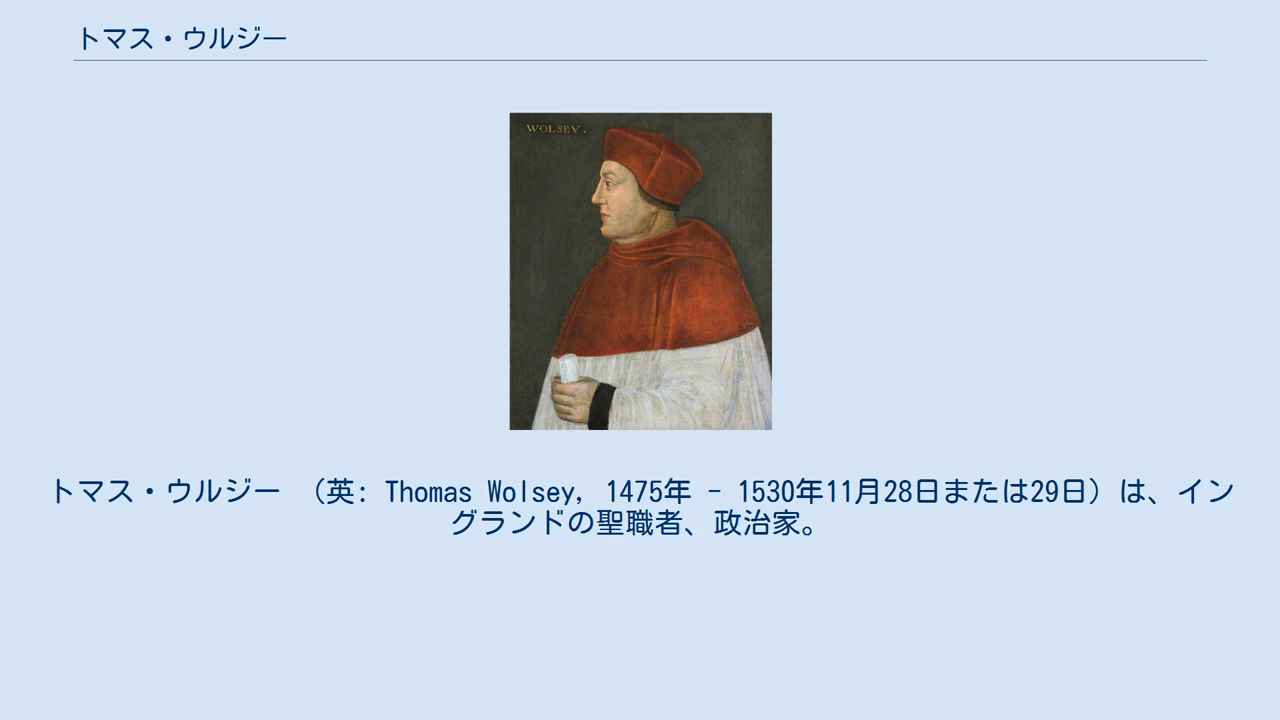 トマス・ウルジー
WOLSEY.
トマス・ウルジー （英: Thomas Wolsey, 1475年 - 1530年11月28日または29日）は、イン
グランドの聖職者、政治家。